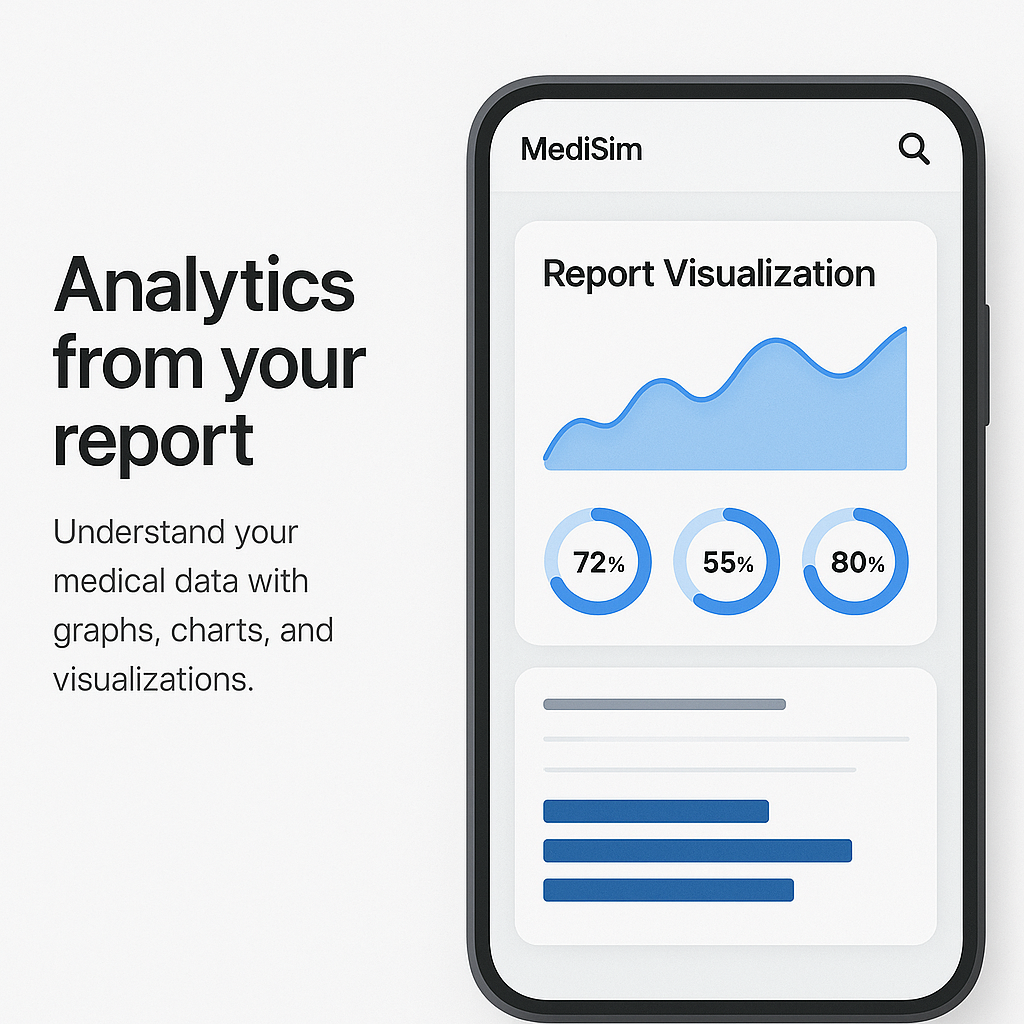 Analytics
from your
report
Understand your
medical data with
graphs, charts, and
visualizations.
MediSim
Report Visualization
72%
55%
80%